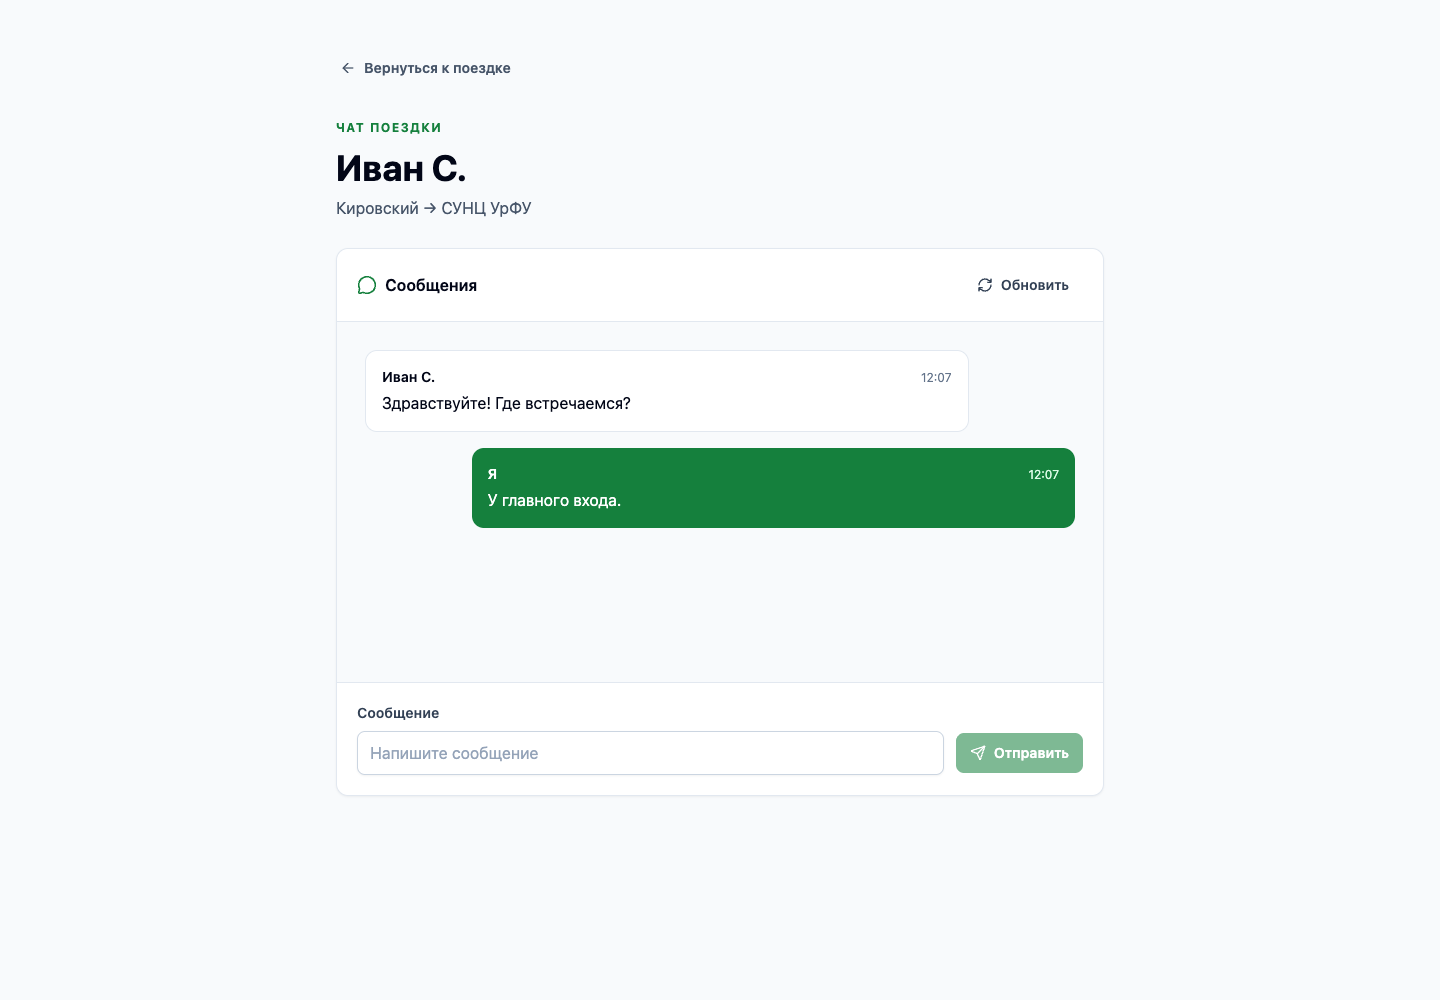 Вернуться к поездке
ЧАТ ПОЕЗДКИ
Иван С.
Кировский → СУНЦ УрФУ
Сообщения
Обновить
Иван С.
12:07
Здравствуйте! Где встречаемся?
Я
12:07
У главного входа.
Сообщение
Напишите сообщение
Отправить